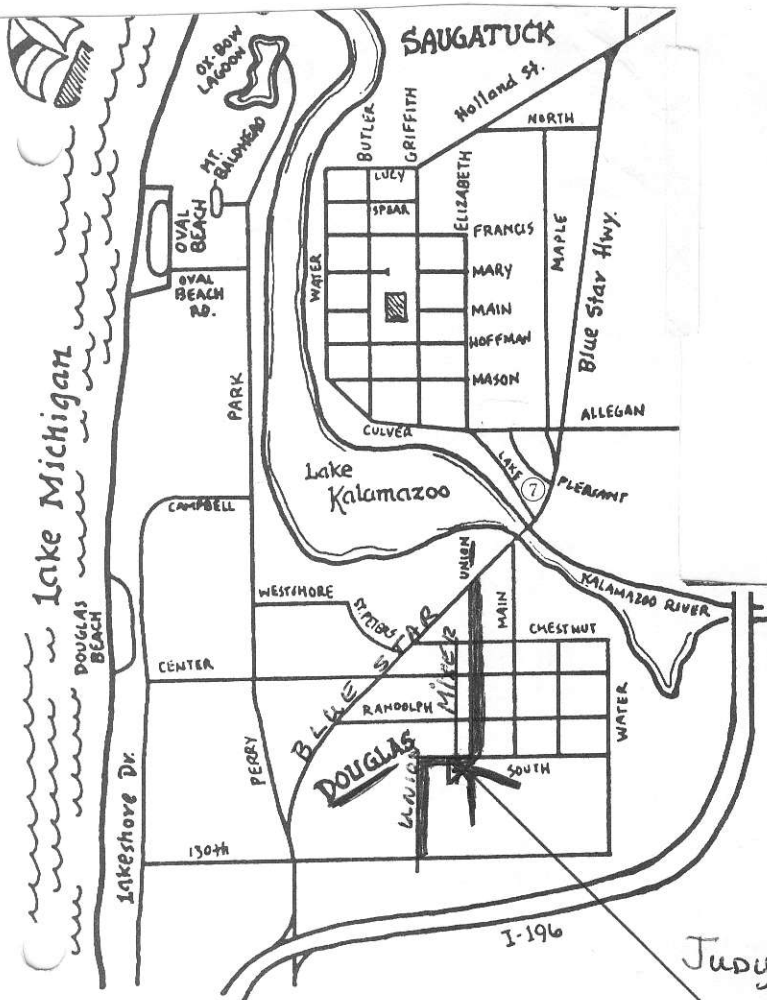 SAUGATUCK
OX-BOW
LAGOON
Holland St.
BUTLER
GRIFFITH
NORTH
MT.
BALDHEAD
LUCY
SPEAR
ELIZABETH
FRANCIS
OVAL
BEACH
MAPLE
Blue Star Hwy.
WATER
MARY
OVAL
BEACH
RD.
MAIN
HOFFMAN
MASON
PARK
ALLEGAN
CULVER
Lake Michigan
Lake
Kalamazoo
LAKE
7
PLEASANT
CAMPBELL
UNION
KALAMAZOO RIVER
WESTSHORE
ST. PETERS
MAIN
DOUGLAS
BEACH
CHESTNUT
BLUE STAR
MIXER
CENTER
RANDOLPH
WATER
PERRY
DOUGLAS
UNION
SOUTH
Lakeshore Dr.
130th
I-196
JUDY